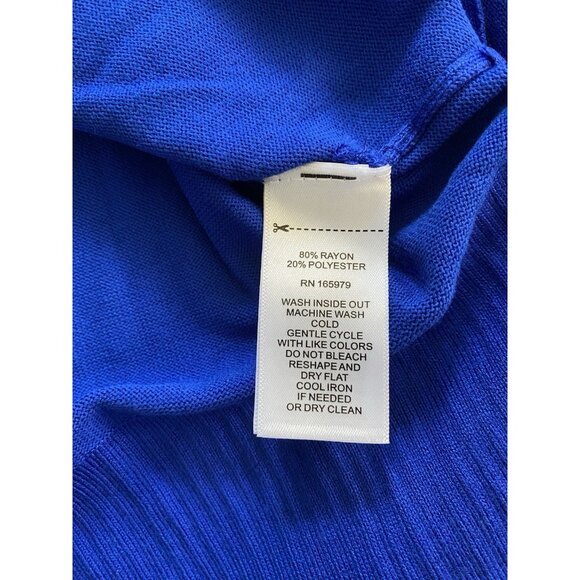 80% RAYON
20% POLYESTER
RN 165979
WASH INSIDE OUT
MACHINE WASH
COLD
GENTLE CYCLE
WITH LIKE COLORS
DO NOT BLEACH
RESHAPE AND
DRY FLAT
COOL IRON
IF NEEDED
OR DRY CLEAN